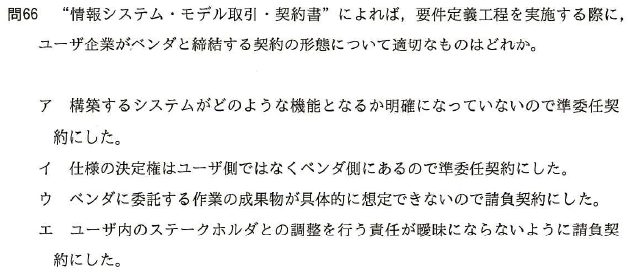 問66 “情報システム・モデル取引・契約書”によれば，要件定義工程を実施する際に，
ユーザ企業がベンダと締結する契約の形態について適切なものはどれか。
ア 構築するシステムがどのような機能となるか明確になっていないので準委任契
約にした。
イ 仕様の決定権はユーザ側ではなくベンダ側にあるので準委任契約にした。
ウ ベンダに委託する作業の成果物が具体的に想定できないので請負契約にした。
エ ユーザ内のステークホルダとの調整を行う責任が曖昧にならないように請負契
約にした。